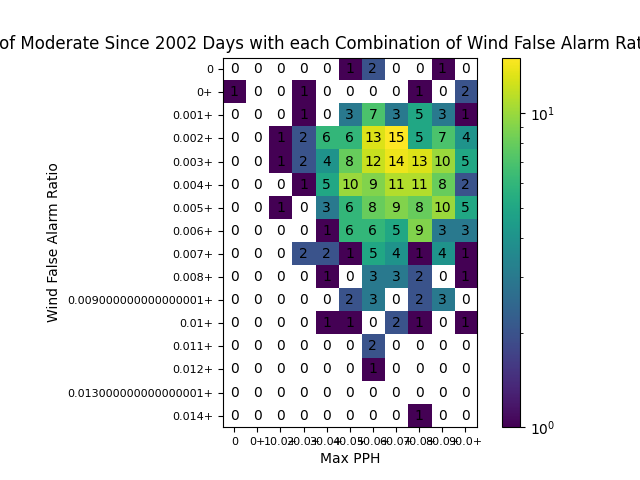 of Moderate Since 2002 Days with each Combination of Wind False Alarm Rat
0 0 0 0 0 0 1 2 0 0 1 0
0+ 1 0 0 1 0 0 0 0 1 0 2
0.001+ 0 0 0 1 0 3 7 3 5 3 1
0.002+ 0 0 1 2 6 6 13 15 5 7 4
0.003+ 0 0 1 2 4 8 12 14 13 10 5
0.004+ 0 0 0 1 5 10 9 11 11 8 2
0.005+ 0 0 1 0 3 6 8 9 8 10 5
0.006+ 0 0 0 0 1 6 6 5 9 3 3
0.007+ 0 0 0 2 2 1 5 4 1 4 1
0.008+ 0 0 0 0 1 0 3 3 2 0 1
0.009000000000000001+ 0 0 0 0 0 2 3 0 2 3 0
0.01+ 0 0 0 0 1 1 0 2 1 0 1
0.011+ 0 0 0 0 0 0 2 0 0 0 0
0.012+ 0 0 0 0 0 0 1 0 0 0 0
0.013000000000000001+ 0 0 0 0 0 0 0 0 0 0 0
0.014+ 0 0 0 0 0 0 0 0 1 0 0
0 0+
Max PPH
Wind False Alarm Ratio
10¹
10⁰